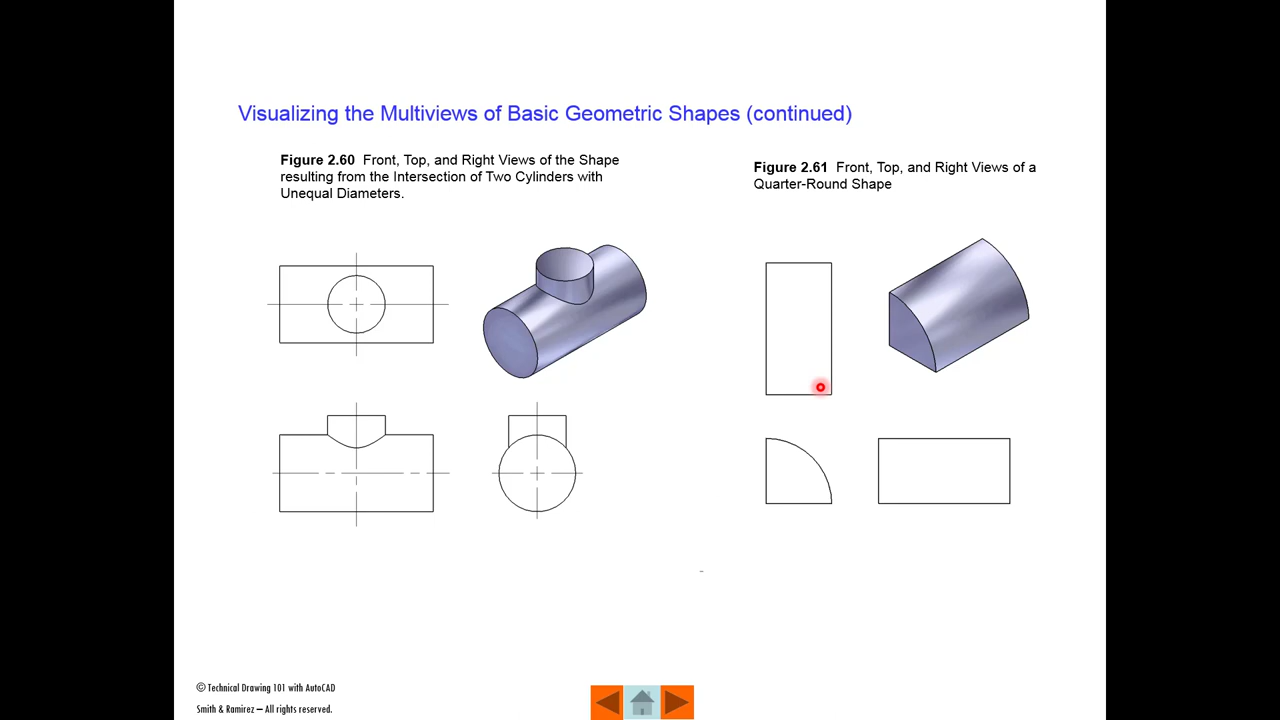 Visualizing the Multiviews of Basic Geometric Shapes (continued)
Figure 2.60 Front, Top, and Right Views of the Shape
resulting from the Intersection of Two Cylinders with
Unequal Diameters.
Figure 2.61 Front, Top, and Right Views of a
Quarter-Round Shape
© Technical Drawing 101 with AutoCAD
Smith & Ramirez – All rights reserved.